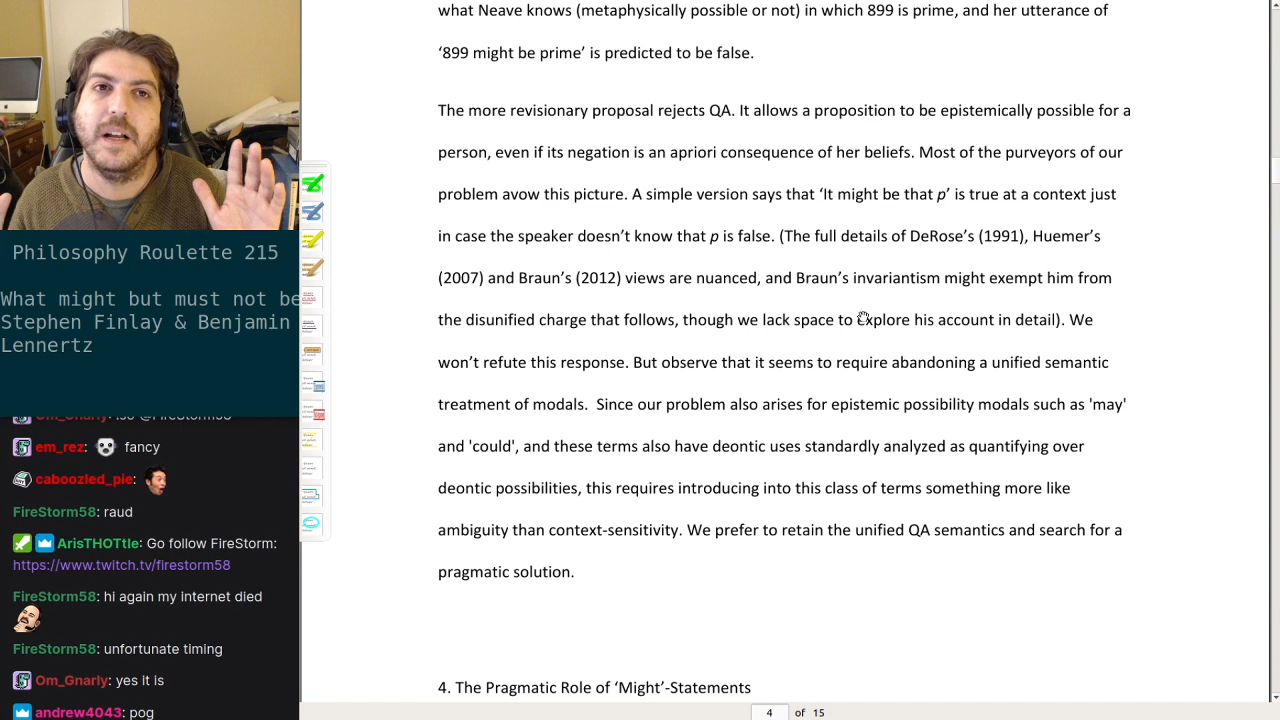 what Neave knows (metaphysically possible or not) in which 899 is prime, and her utterance of
‘899 might be prime’ is predicted to be false.
The more revisionary proposal rejects QA. It allows a proposition to be epistemically possible for a
person, even if its negation is an apriori consequence of her beliefs. Most of the purveyors of our
problem avow this picture. A simple version says that ‘It might be that p’ is true at a context just
in case the speaker doesn’t know that p is false. (The full details of DeRose’s (1991), Huemer’s
(2007) and Braun’s (2012) views are nuanced, and Braun’s invariantism might exempt him from
the disunified charge that follows, though we lack space to explore his account in detail). We
won’t refute this response. But observe that it seems to require abandoning a unified semantic
treatment of modals.  Since our problem also arises for epistemic possibility modals such as 'may'
and 'could', and these terms also have deontic uses standardly analyzed as quantifying over
deontic possibilities, this requires introducing into this class of terms something more like
ambiguity than context-sensitivity. We prefer to retain the unified QA semantics and search for a
pragmatic solution.
4. The Pragmatic Role of ‘Might’-Statements
4 of 15
Philosophy Roulette 215
What might but must not be
Stephen Finlay & Benjamin
Lennertz
em_rez: fancy
caboozled_pie:
FireStorm58: raud
ArisTHOTtle: Go follow FireStorm:
https://www.twitch.tv/firestorm58
FireStorm58: hi again my internet died
FireStorm58: unfortunate timing
Om_Gnarly: yes it is
andrew4043: pog